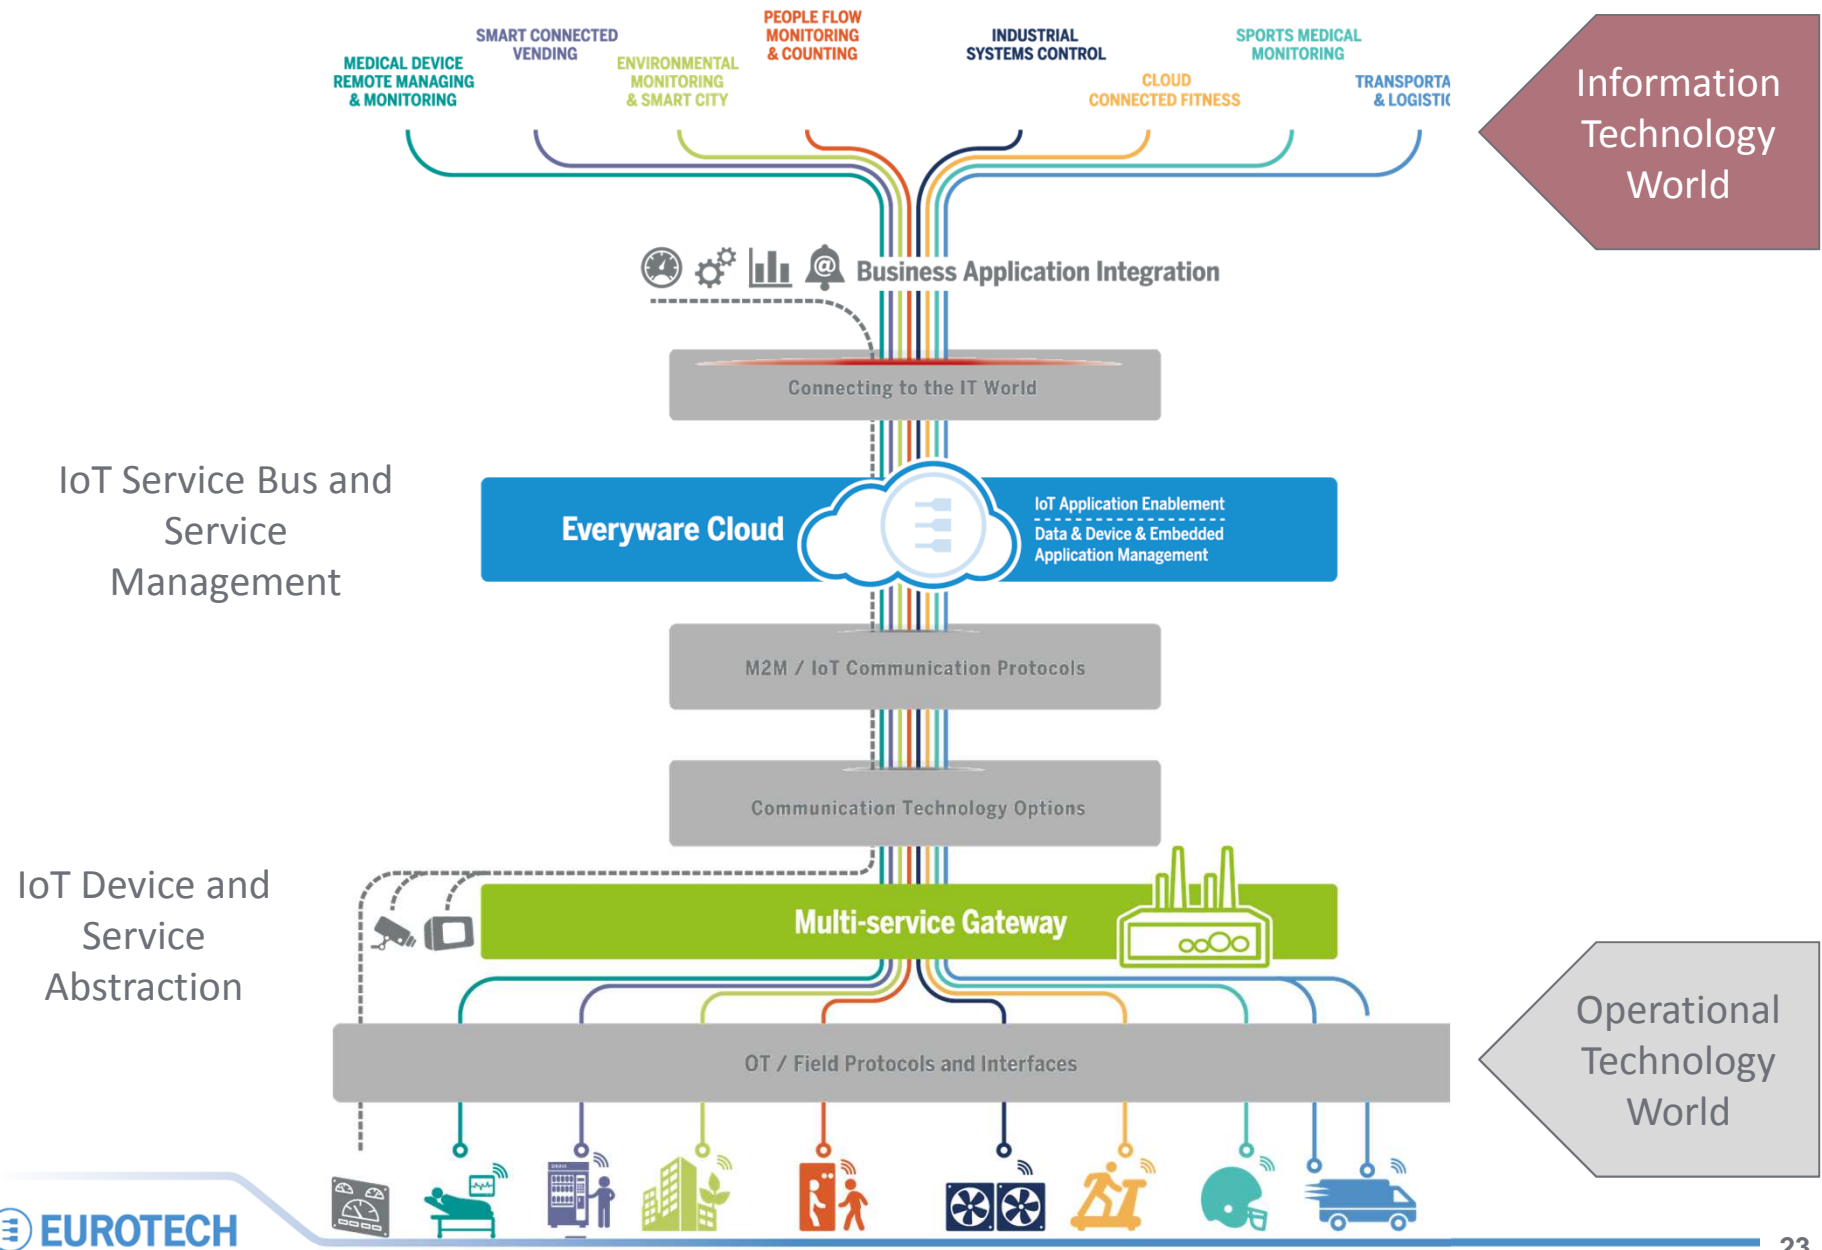 PEOPLE FLOW
MONITORING
& COUNTING
SMART CONNECTED
VENDING
INDUSTRIAL
SYSTEMS CONTROL
SPORTS MEDICAL
MONITORING
MEDICAL DEVICE
REMOTE MANAGING
& MONITORING
ENVIRONMENTAL
MONITORING
& SMART CITY
CLOUD
CONNECTED FITNESS
TRANSPORTA
& LOGISTIC
Information
Technology
World
@ Business Application Integration
Connecting to the IT World
IoT Service Bus and
Service
Management
Everyware Cloud
IoT Application Enablement
Data & Device & Embedded
Application Management
M2M / IoT Communication Protocols
Communication Technology Options
IoT Device and
Service
Abstraction
Multi-service Gateway
Operational
Technology
World
OT / Field Protocols and Interfaces
EUROTECH
23